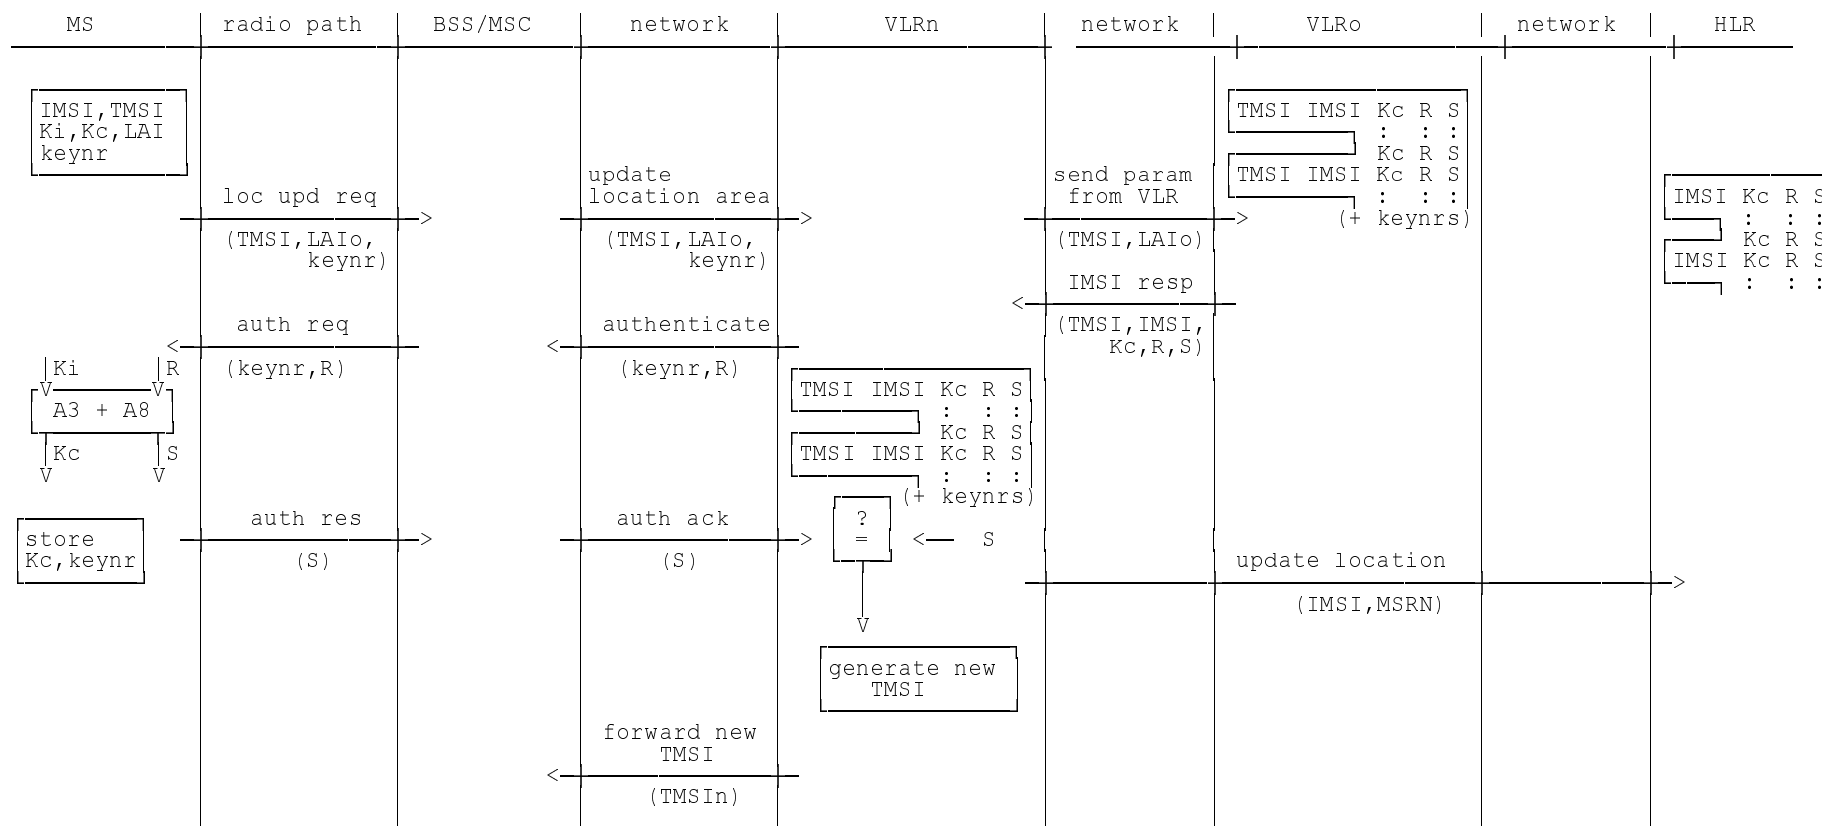 MS radio path BSS/MSC network VLRn network VLRo network HLR
IMSI,TMSI
Ki,Kc,LAI
keynr
TMSI IMSI Kc R S
: : :
Kc R S
TMSI IMSI Kc R S
: : :
(+ keynrs)
IMSI Kc R S
: : :
Kc R S
IMSI Kc R S
: : :
loc upd req
(TMSI,LAIo,
keynr)
update
location area
(TMSI,LAIo,
keynr)
send param
from VLR
(TMSI,LAIo)
IMSI resp
(TMSI,IMSI,
Kc,R,S)
auth req
(keynr,R)
authenticate
(keynr,R)
Ki R
A3 + A8
Kc S
TMSI IMSI Kc R S
: : :
Kc R S
TMSI IMSI Kc R S
: : :
(+ keynrs)
store
Kc,keynr
auth res
(S)
auth ack
(S)
?
= <— S
update location
(IMSI,MSRN)
generate new
TMSI
forward new
TMSI
(TMSIn)